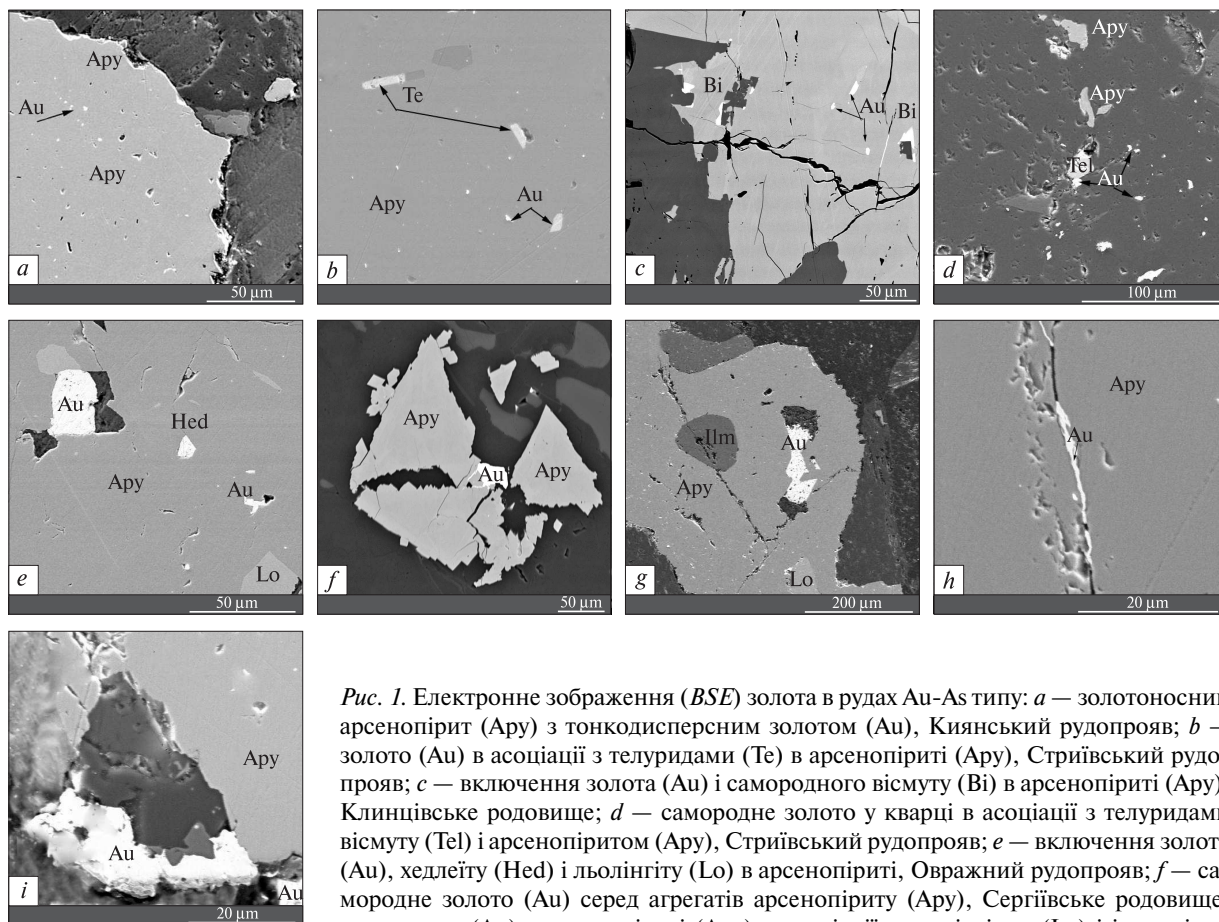 Apy
Au
Apy
a
50 µm
Te
Au
Apy
b
50 µm
Bi
Au
Bi
c
50 µm
Apy
Apy
Tel
Au
d
100 µm
Au
Hed
Apy
Au
Lo
e
50 µm
Apy
Au
Apy
f
50 µm
Ilm
Au
Apy
Lo
g
200 µm
Apy
Au
h
20 µm
Apy
Au
Au
i
20 µm
Рис. 1. Електронне зображення (BSE) золота в рудах Au-As типу: a — золотоносний
арсенопірит (Apy) з тонкодисперсним золотом (Au), Киянський рудопрояв; b —
золото (Au) в асоціації з телуридами (Te) в арсенопіриті (Apy), Стриївський рудо-
прояв; c — включення золота (Au) і самородного вісмуту (Bi) в арсенопіриті (Apy),
Клинцівське родовище; d — самородне золото у кварці в асоціації з телуридами
вісмуту (Tel) і арсенопіритом (Apy), Стриївський рудопрояв; e — включення золота
(Au), хедлеїту (Hed) і льолінгіту (Lo) в арсенопіриті, Овражний рудопрояв; f — са-
мородне золото (Au) серед агрегатів арсенопіриту (Apy), Сергіївське родовище;